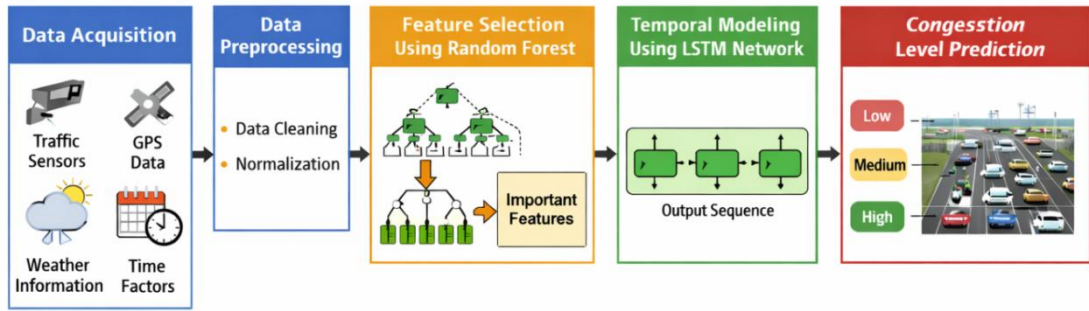 Data Acquisition
Traffic
Sensors
GPS
Data
Weather
Information
Time
Factors
Data
Preprocessing
Data Cleaning
Normalization
Feature Selection
Using Random Forest
Important
Features
Temporal Modeling
Using LSTM Network
Output Sequence
Congesstion
Level Prediction
Low
Medium
High